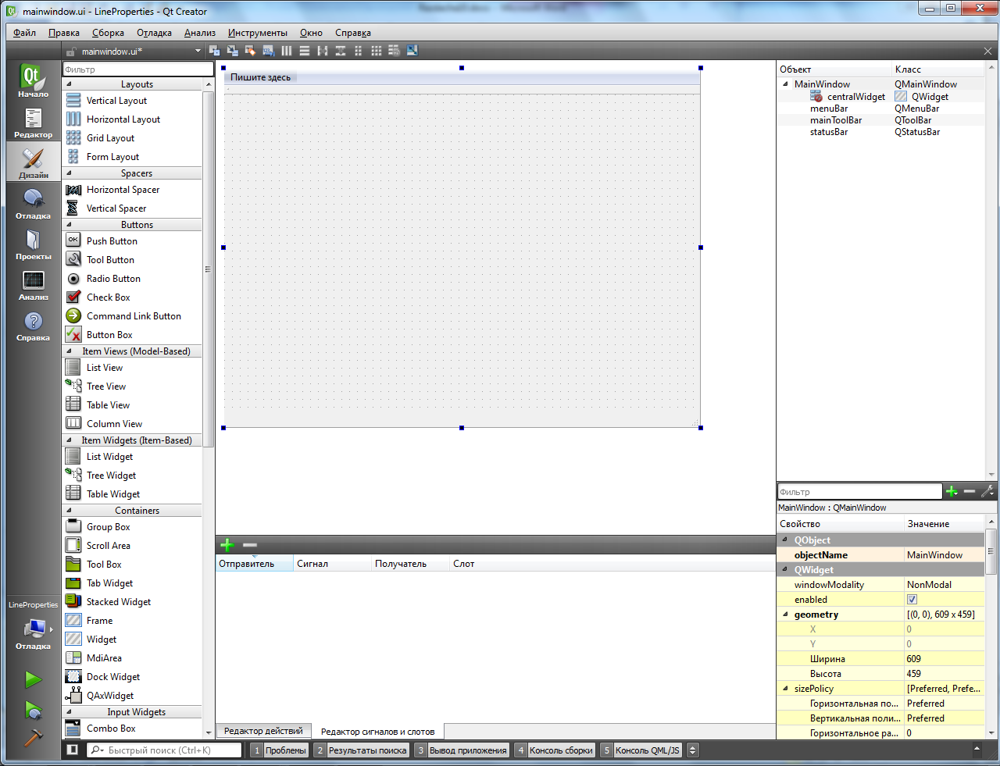 mainwindow.ui - LineProperties - Qt Creator
Файл Правка Сборка Отладка Анализ Инструменты Окно Справка
mainwindow.ui*
Начало
Редактор
Дизайн
Отладка
Проекты
Анализ
Справка
LineProperties
Отладка
Фильтр
Layouts
Vertical Layout
Horizontal Layout
Grid Layout
Form Layout
Spacers
Horizontal Spacer
Vertical Spacer
Buttons
OK
Push Button
Tool Button
Radio Button
Check Box
Command Link Button
Button Box
Item Views (Model-Based)
List View
Tree View
Table View
Column View
Item Widgets (Item-Based)
List Widget
Tree Widget
Table Widget
Containers
Group Box
Scroll Area
Tool Box
Tab Widget
Stacked Widget
Frame
Widget
MdiArea
Dock Widget
QAxWidget
Input Widgets
Combo Box
Пишите здесь
Отправитель Сигнал Получатель Слот
Редактор действий Редактор сигналов и слотов
Объект Класс
MainWindow QMainWindow
centralWidget QWidget
menuBar QMenuBar
mainToolBar QToolBar
statusBar QStatusBar
Фильтр
MainWindow : QMainWindow
Свойство Значение
QObject
objectName MainWindow
QWidget
windowModality NonModal
enabled
geometry [(0, 0), 609 x 459]
X 0
Y 0
Ширина 609
Высота 459
sizePolicy [Preferred, Prefe...
Горизонтальная по... Preferred
Вертикальная поли... Preferred
Горизонтальное ра... 0
Быстрый поиск (Ctrl+K) 1 Проблемы 2 Результаты поиска 3 Вывод приложения 4 Консоль сборки 5 Консоль QML/JS